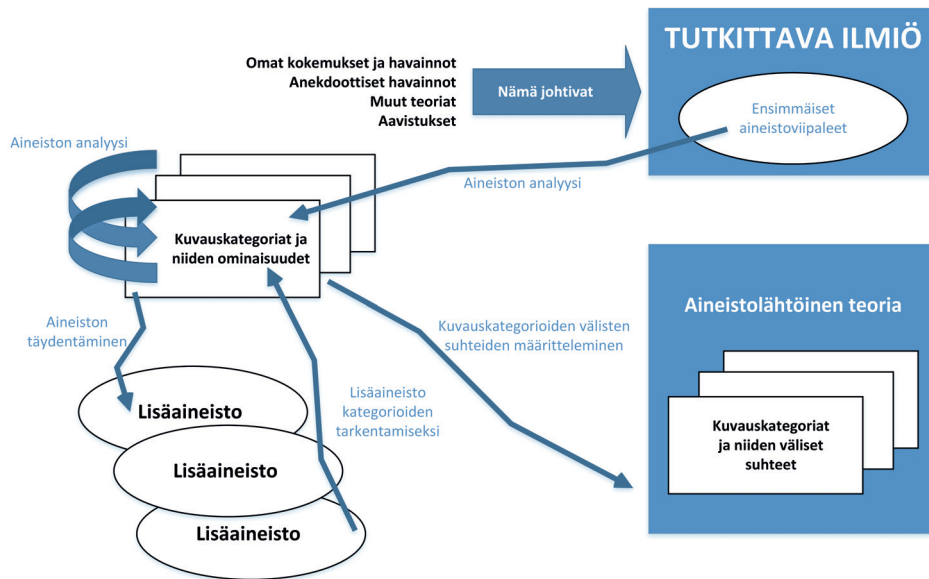 TUTKITTAVA ILMIÖ
Omat kokemukset ja havainnot
Anekdoottiset havainnot
Muut teoriat
Aavistukset
Nämä johtivat
Ensimmäiset
aineistoviipaleet
Aineiston analyysi
Aineiston analyysi
Kuvauskategoriat ja
niiden ominaisuudet
Aineiston
täydentäminen
Kuvauskategorioiden välisten
suhteiden määritteleminen
Aineistolähtöinen teoria
Kuvauskategoriat
ja niiden väliset
suhteet
Lisäaineisto
kategorioiden
tarkentamiseksi
Lisäaineisto
Lisäaineisto
Lisäaineisto